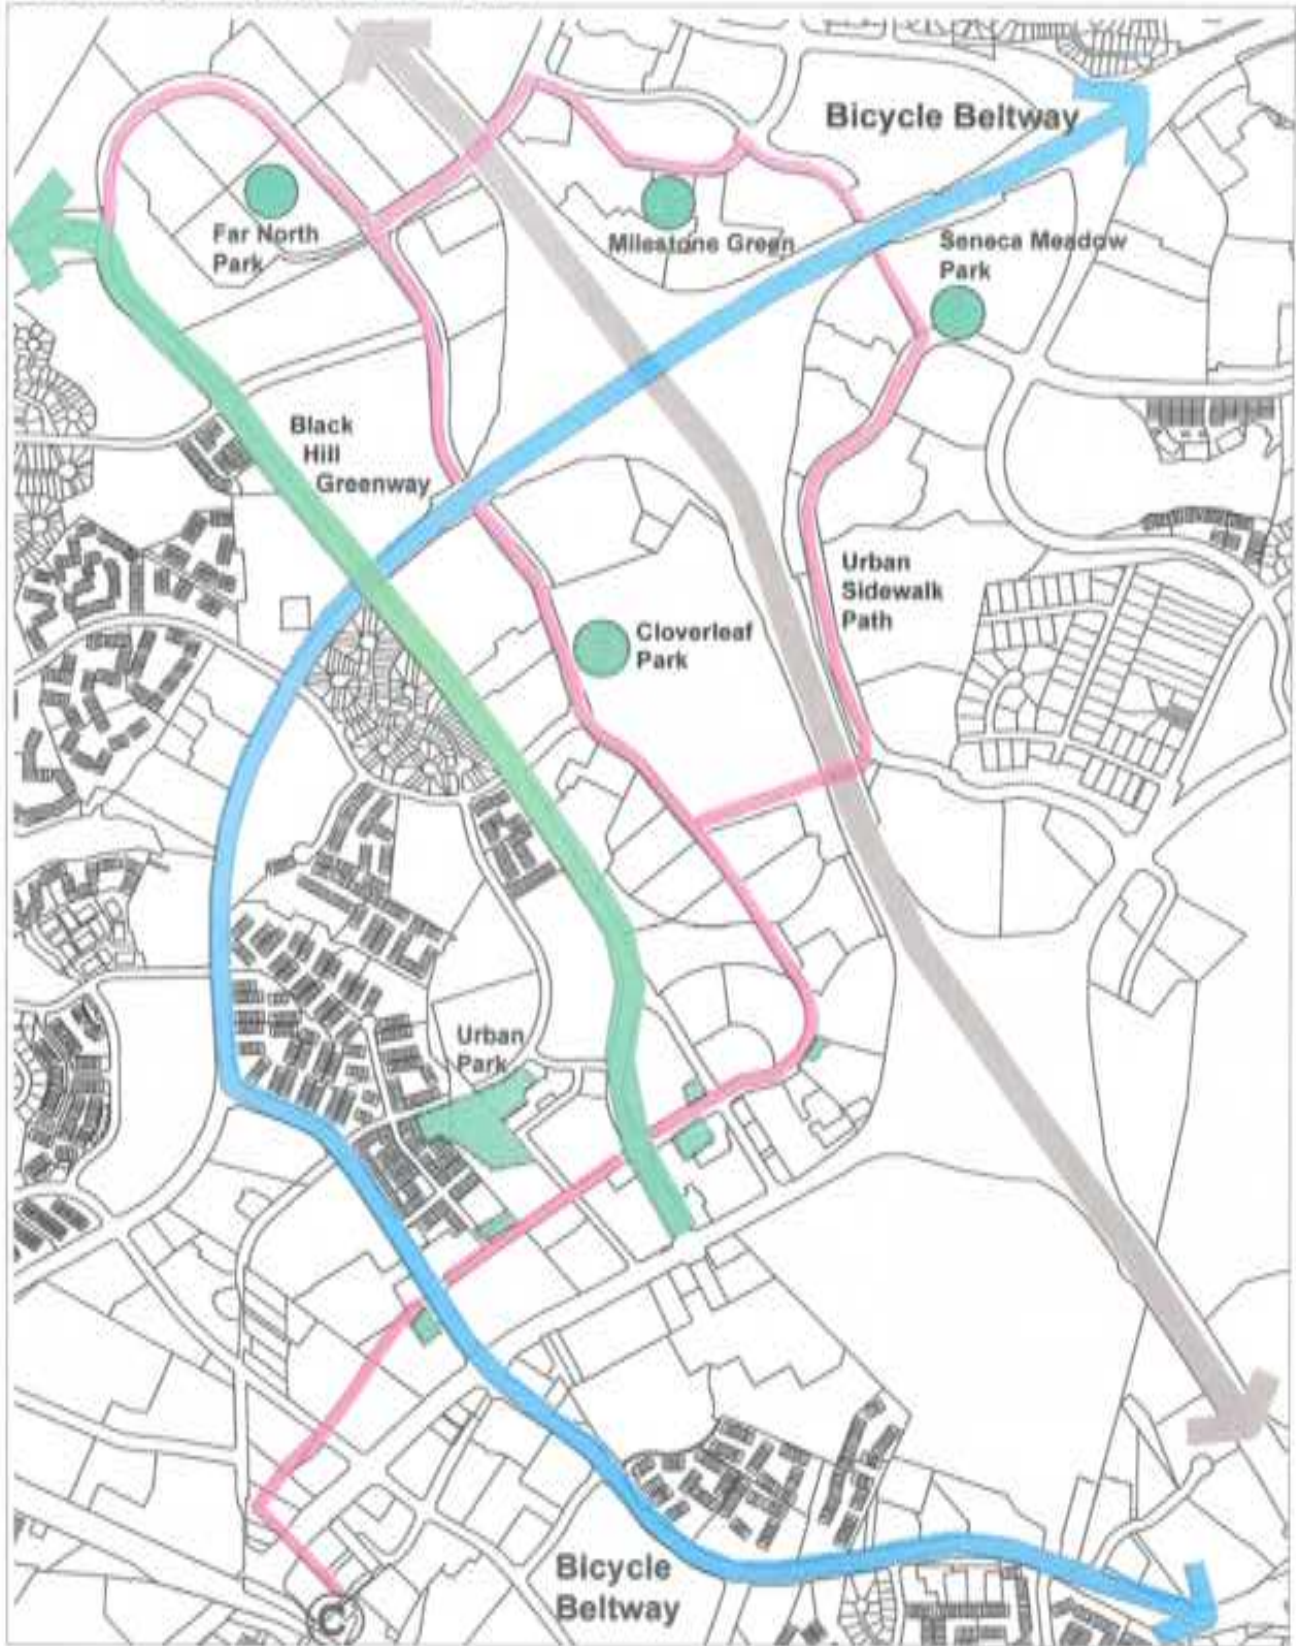 Bicycle Beltway
Far North
Park
Milestone Green
Seneca Meadow
Park
Black
Hill
Greenway
Urban
Sidewalk
Path
Cloverleaf
Park
Urban
Park
Bicycle
Beltway
C